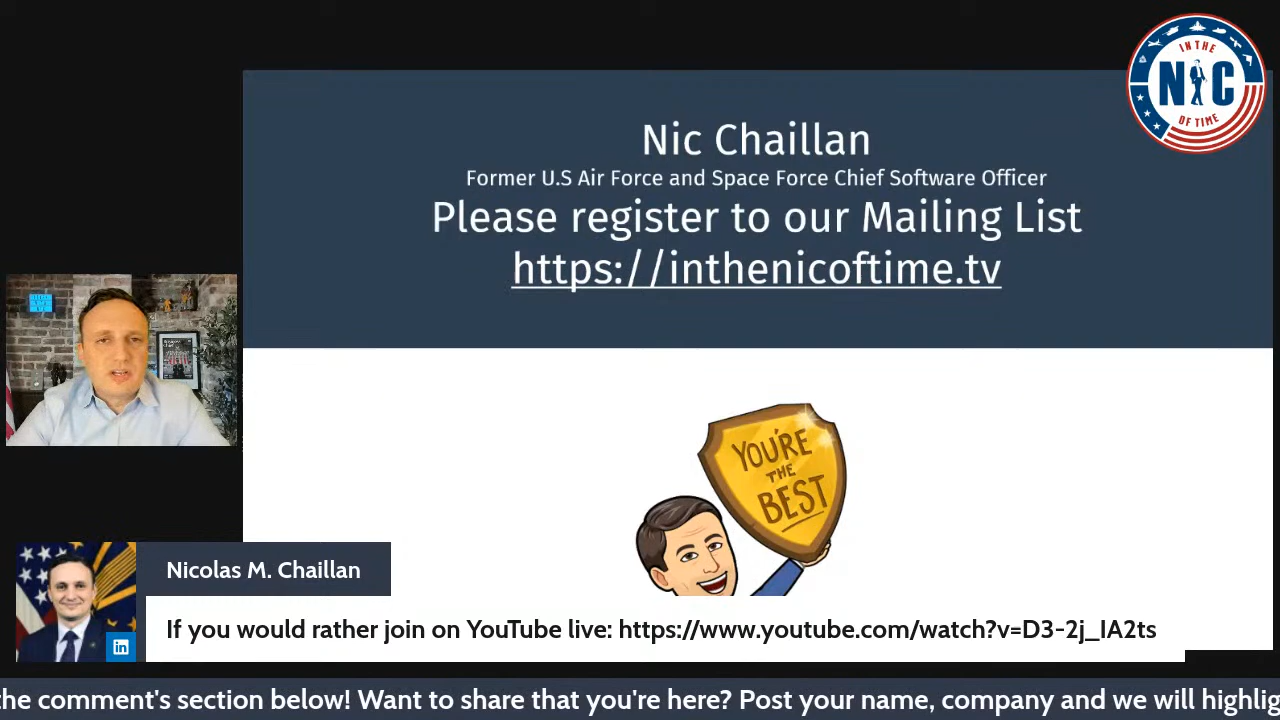 IN THE
NIC
OF TIME
Nic Chaillan
Former U.S Air Force and Space Force Chief Software Officer
Please register to our Mailing List
https://inthenicoftime.tv
YOU'RE
THE
BEST
Nicolas M. Chaillan
in
If you would rather join on YouTube live: https://www.youtube.com/watch?v=D3-2j_IA2ts
the comment's section below! Want to share that you're here? Post your name, company and we will highlig